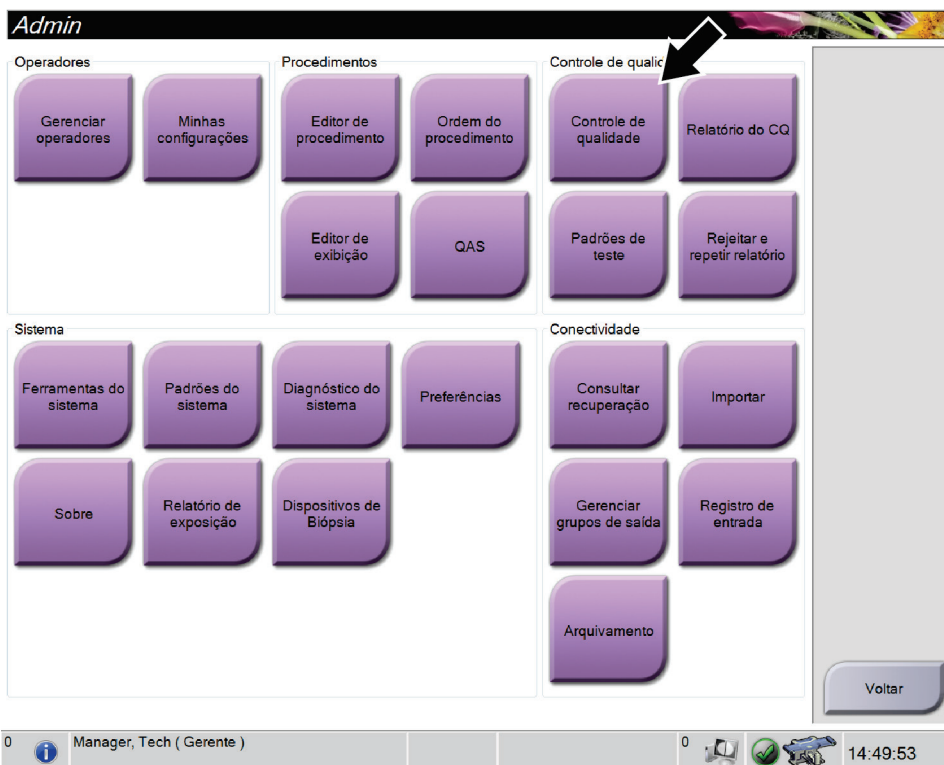 Admin
Operadores
Gerenciar
operadores
Minhas
configurações
Procedimentos
Editor de
procedimento
Ordem do
procedimento
Editor de
exibição
QAS
Controle de
Controle de
qualidade
Relatório do CQ
Padrões de
teste
Rejeitar e
repetir relatório
Sistema
Ferramentas do
sistema
Padrões do
sistema
Diagnóstico do
sistema
Preferências
Sobre
Relatório de
exposição
Dispositivos de
Biópsia
Conectividade
Consultar
recuperação
Importar
Gerenciar
grupos de saída
Registro de
entrada
Arquivamento
Voltar
0
Manager, Tech ( Gerente )
0
14:49:53